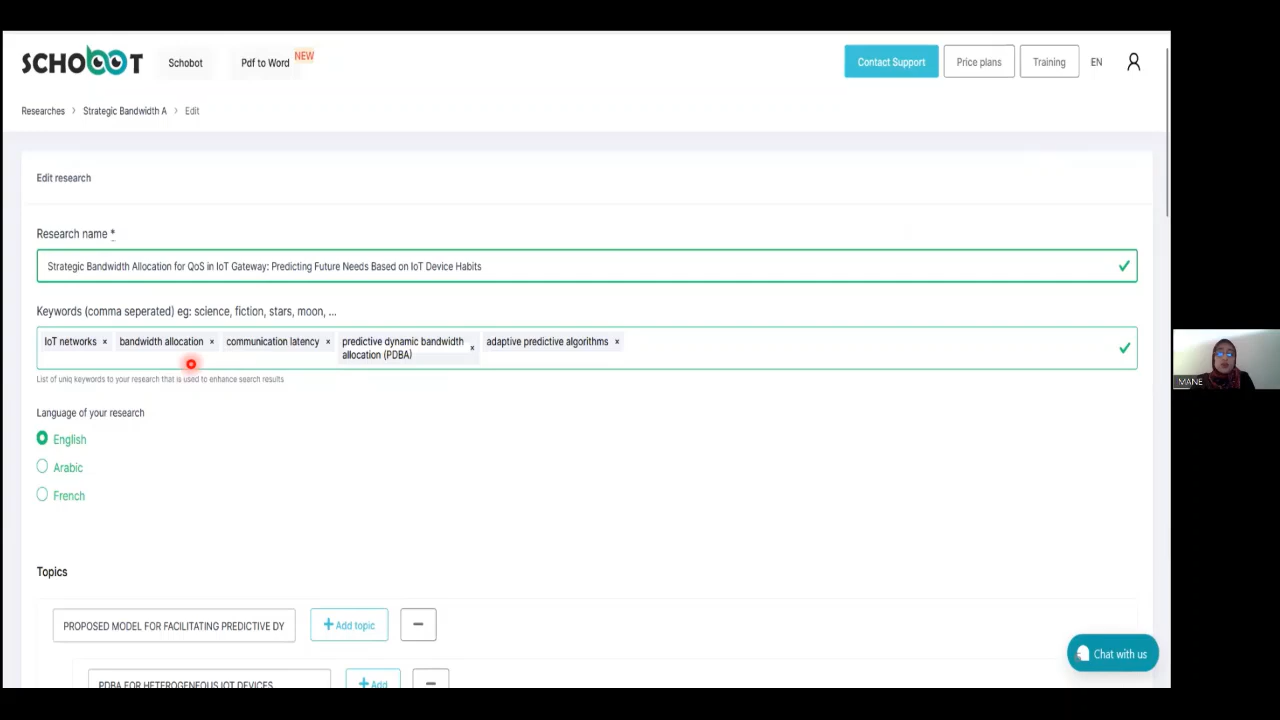 SCHOBOT
Schobot
Pdf to Word NEW
Contact Support
Price plans
Training
EN
Researches > Strategic Bandwidth A > Edit
Edit research
Research name *
Strategic Bandwidth Allocation for QoS in IoT Gateway: Predicting Future Needs Based on IoT Device Habits
Keywords (comma seperated) eg: science, fiction, stars, moon, ...
IoT networks ×
bandwidth allocation ×
communication latency ×
predictive dynamic bandwidth
allocation (PDBA) ×
adaptive predictive algorithms ×
List of uniq keywords to your research that is used to enhance search results
Language of your research
English
Arabic
French
Topics
PROPOSED MODEL FOR FACILITATING PREDICTIVE DY
+ Add topic
−
PDBA FOR HETEROGENEOUS IOT DEVICES
+ Add
−
Chat with us
MANE